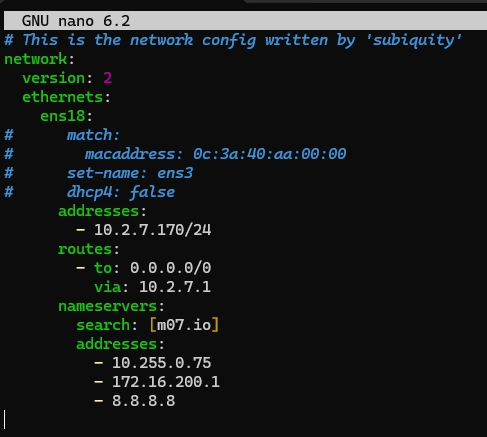 GNU nano 6.2
# This is the network config written by 'subiquity'
network:
  version: 2
  ethernets:
    ens18:
#      match:
#        macaddress: 0c:3a:40:aa:00:00
#      set-name: ens3
#      dhcp4: false
      addresses:
        - 10.2.7.170/24
      routes:
        - to: 0.0.0.0/0
          via: 10.2.7.1
      nameservers:
        search: [m07.io]
        addresses:
          - 10.255.0.75
          - 172.16.200.1
          - 8.8.8.8